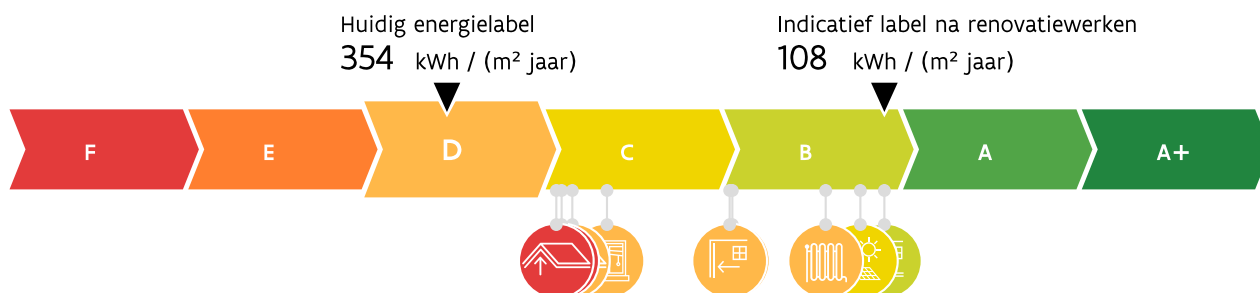 Huidig energielabel
354 kWh / (m² jaar)
Indicatief label na renovatiewerken
108 kWh / (m² jaar)
F E D C B A A+